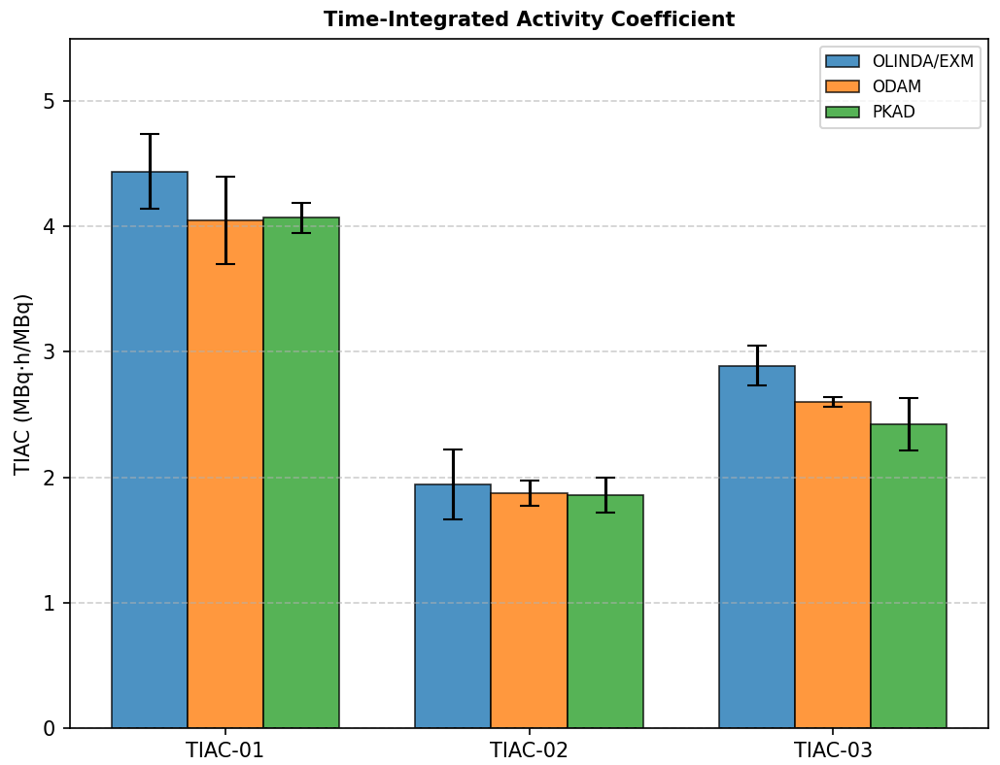 Time-Integrated Activity Coefficient
OLINDA/EXM
ODAM
PKAD
TIAC (MBq·h/MBq)
5
4
3
2
1
0
TIAC-01
TIAC-02
TIAC-03